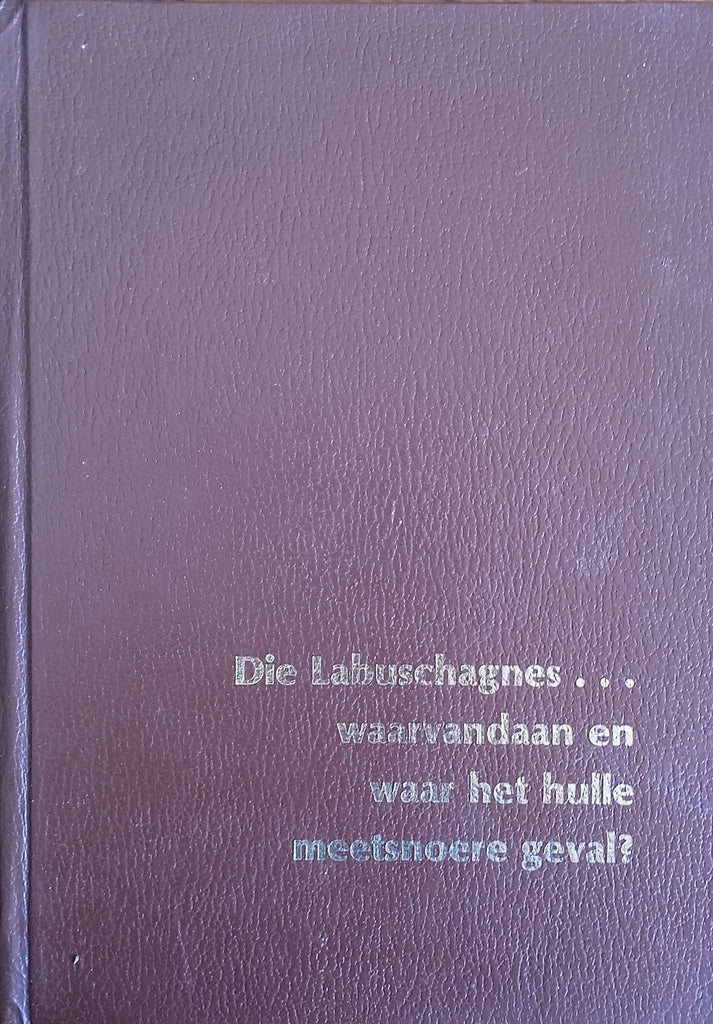 Die Labuschagnes . . .
waarvandaan en
waar het hulle
meetsnoere geval?